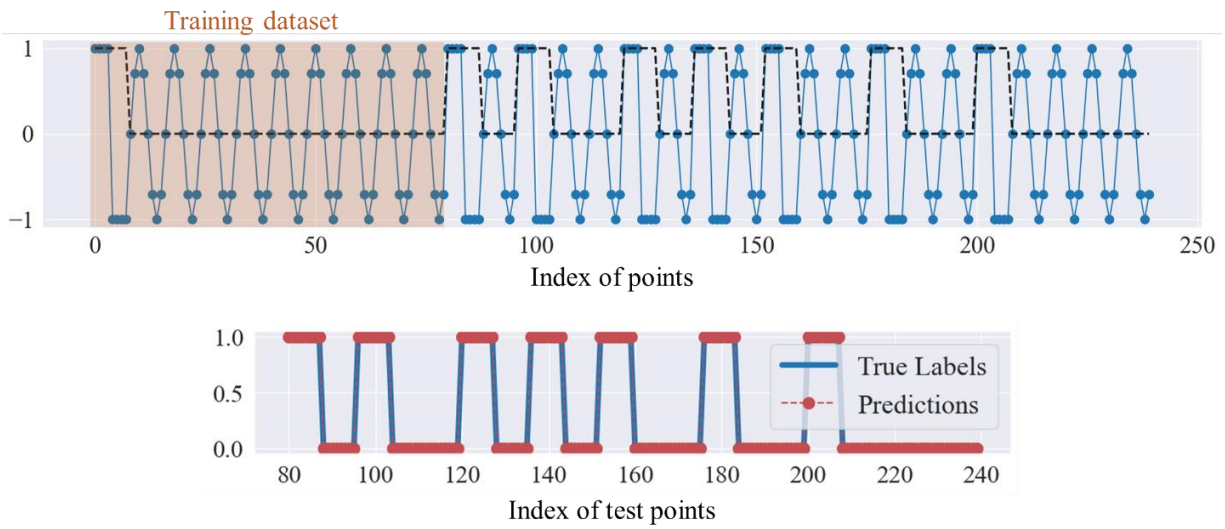 Training dataset
1
0
−1
0 50 100 150 200 250
Index of points
1.0
0.5
0.0
True Labels
Predictions
80 100 120 140 160 180 200 220 240
Index of test points